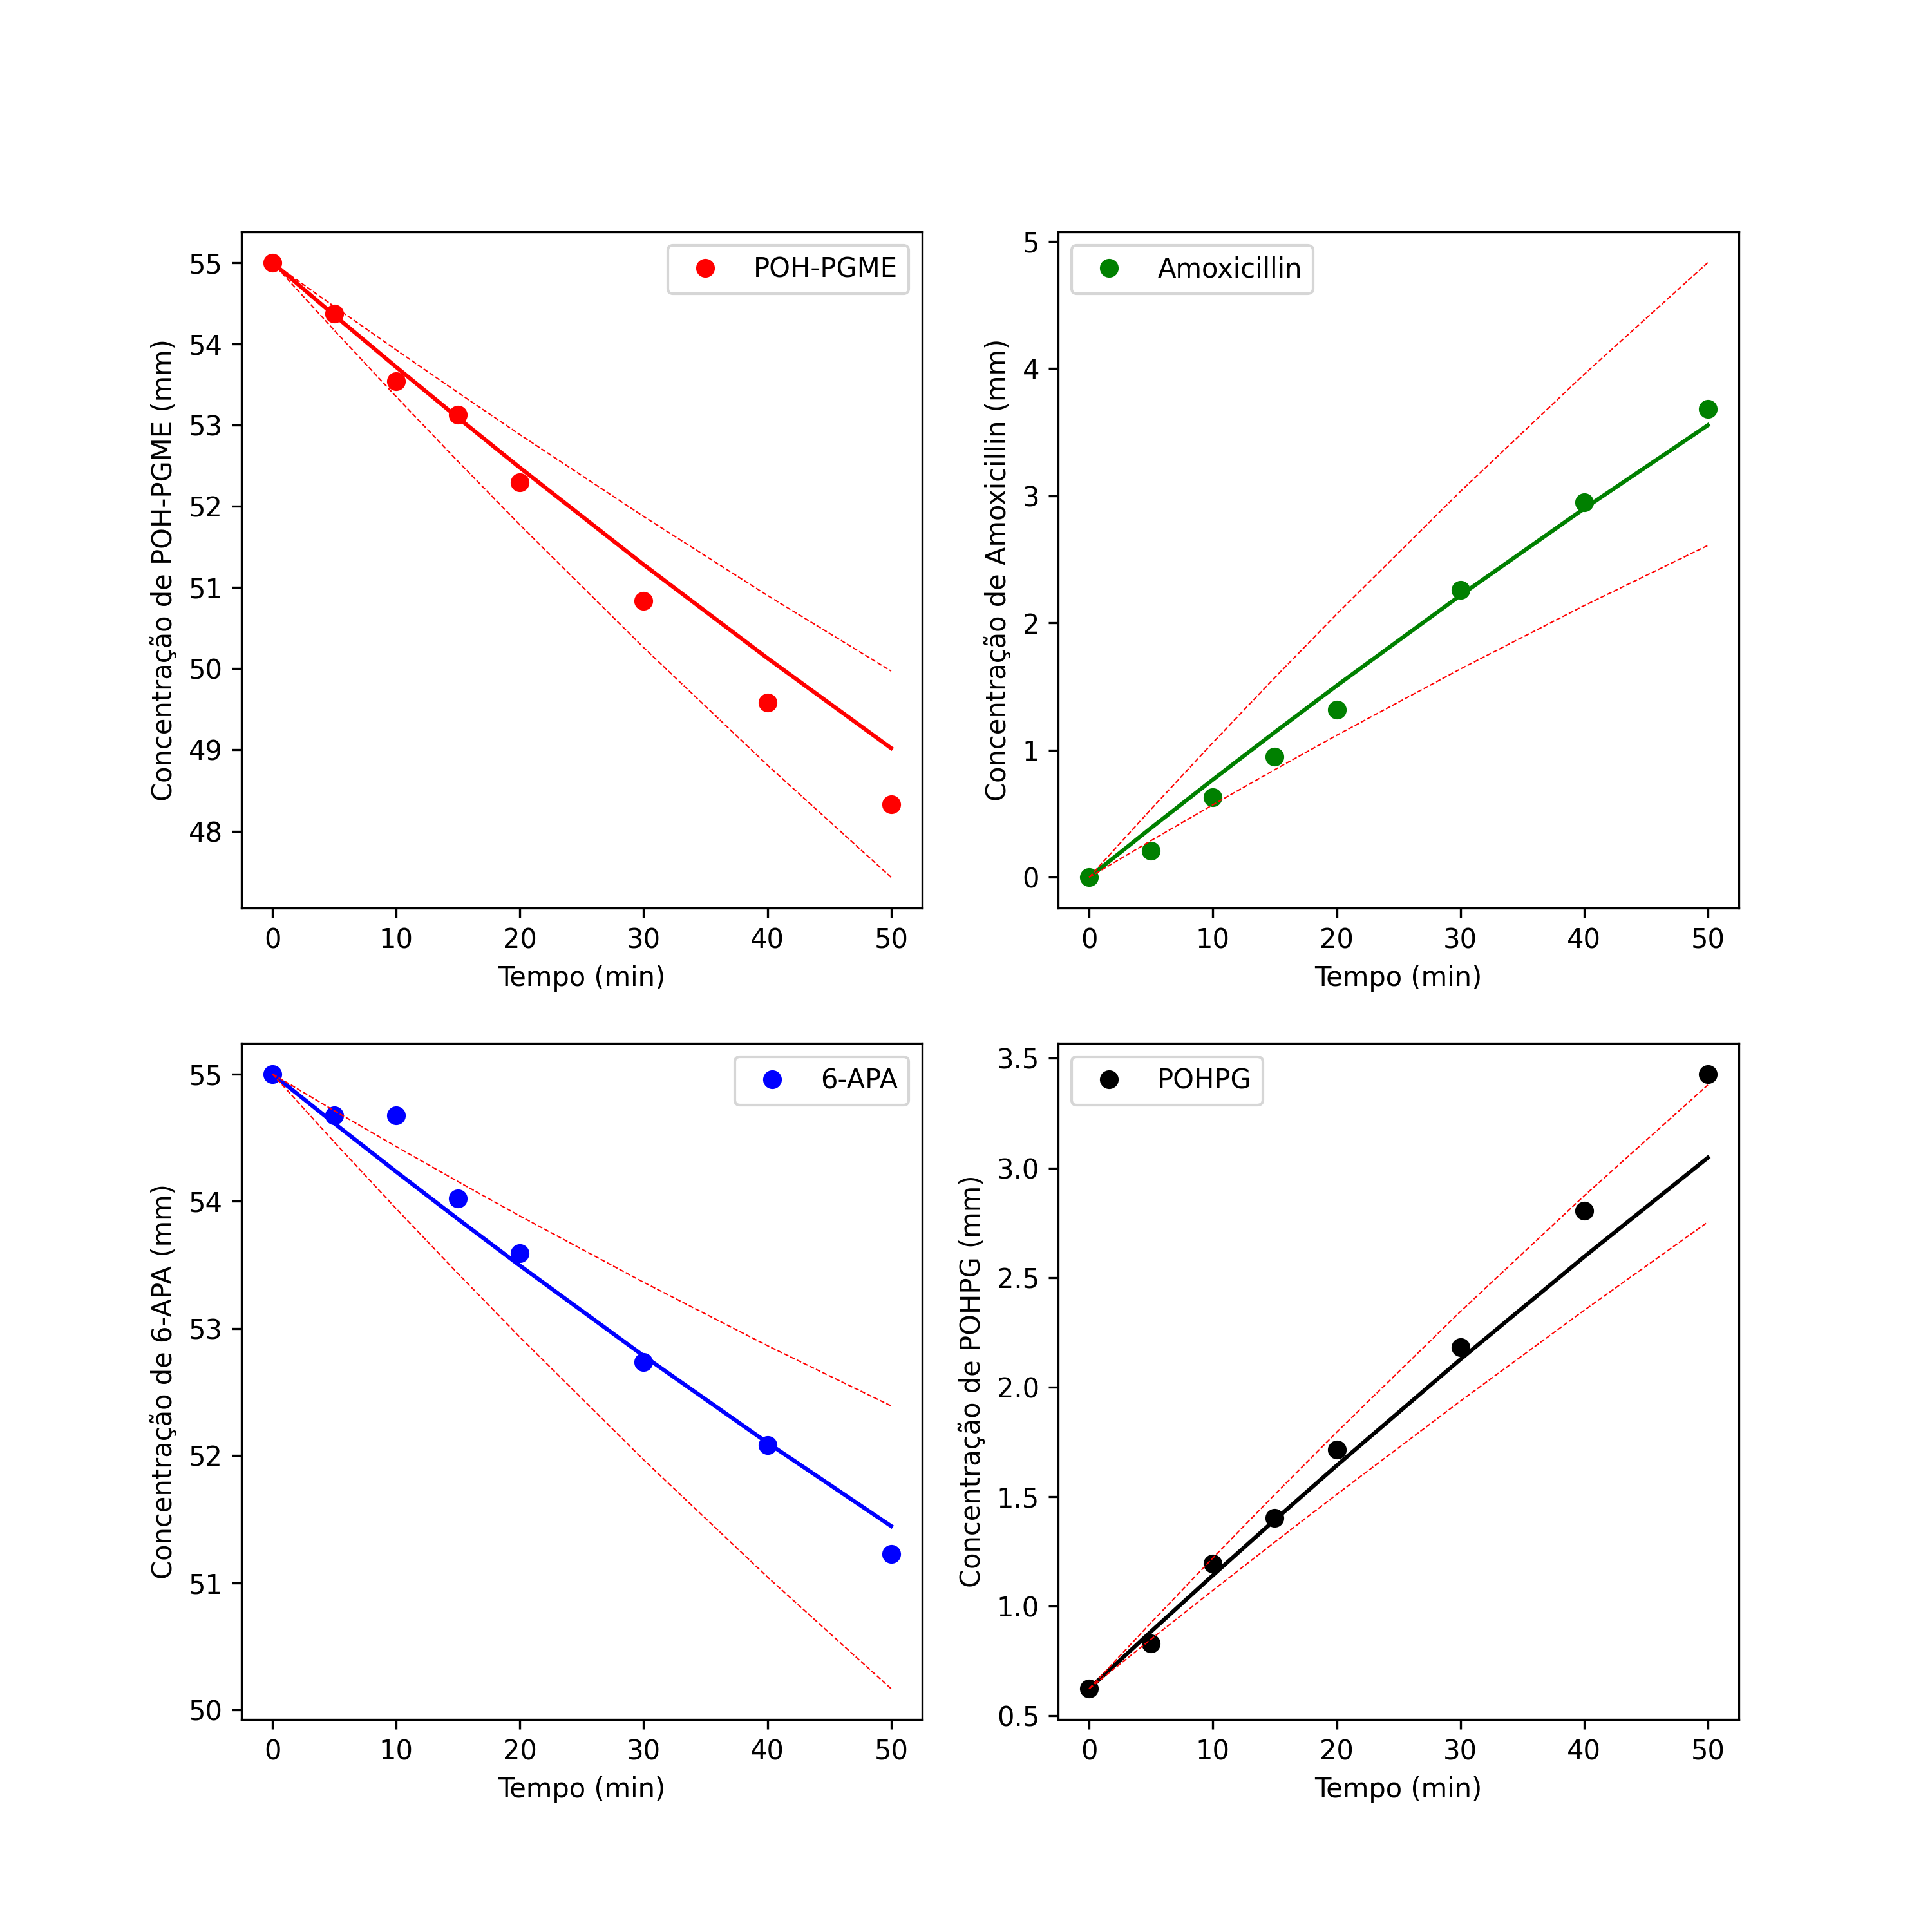 POH-PGME
55
54
53
52
51
50
49
48
Concentração de POH-PGME (mm)
0 10 20 30 40 50
Tempo (min)
Amoxicillin
5
4
3
2
1
0
Concentração de Amoxicillin (mm)
0 10 20 30 40 50
Tempo (min)
6-APA
55
54
53
52
51
50
Concentração de 6-APA (mm)
0 10 20 30 40 50
Tempo (min)
POHPG
3.5
3.0
2.5
2.0
1.5
1.0
0.5
Concentração de POHPG (mm)
0 10 20 30 40 50
Tempo (min)